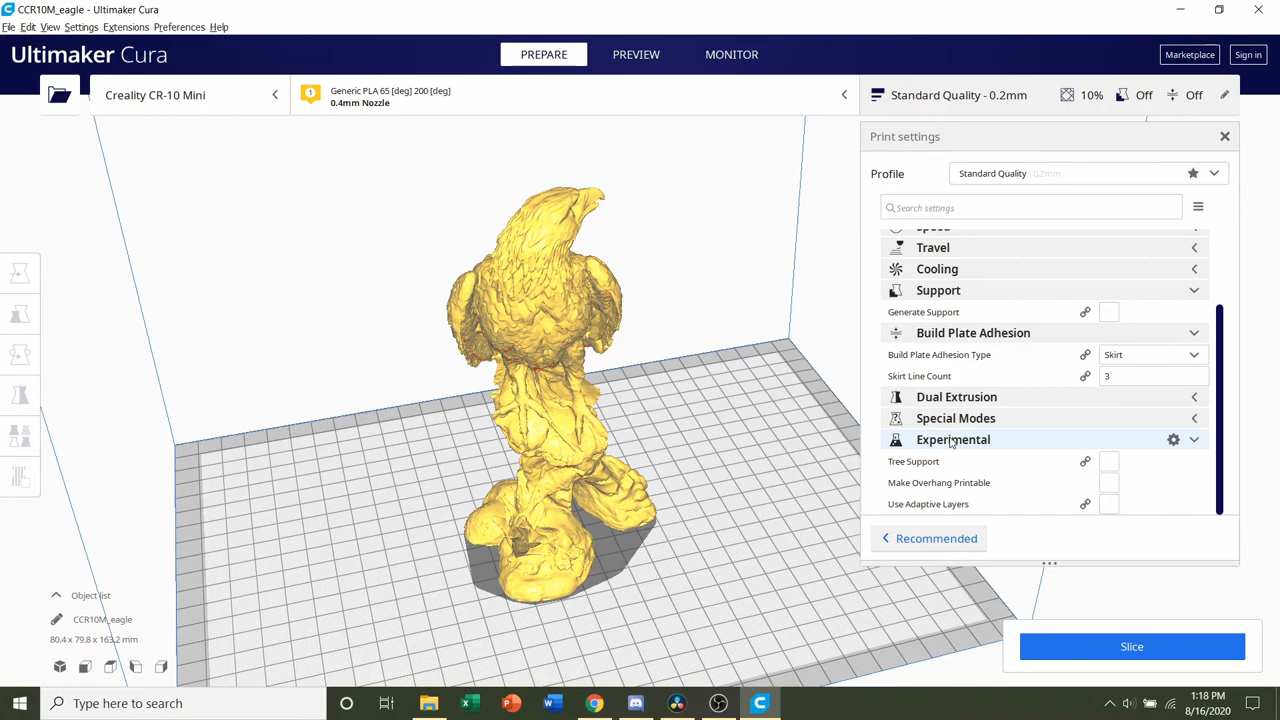 CCR10M_eagle - Ultimaker Cura
File Edit View Settings Extensions Preferences Help
Ultimaker Cura
PREPARE
PREVIEW
MONITOR
Marketplace
Sign in
Creality CR-10 Mini
1
Generic PLA 65 [deg] 200 [deg]
0.4mm Nozzle
Standard Quality - 0.2mm
10%
Off
Off
Print settings
Profile
Standard Quality - 0.2mm
Search settings
Speed
Travel
Cooling
Support
Generate Support
Build Plate Adhesion
Build Plate Adhesion Type
Skirt
Skirt Line Count
3
Dual Extrusion
Special Modes
Experimental
Tree Support
Make Overhang Printable
Use Adaptive Layers
Recommended
Object list
CCR10M_eagle
80.4 x 79.8 x 163.2 mm
Slice
Type here to search
1:18 PM
8/16/2020